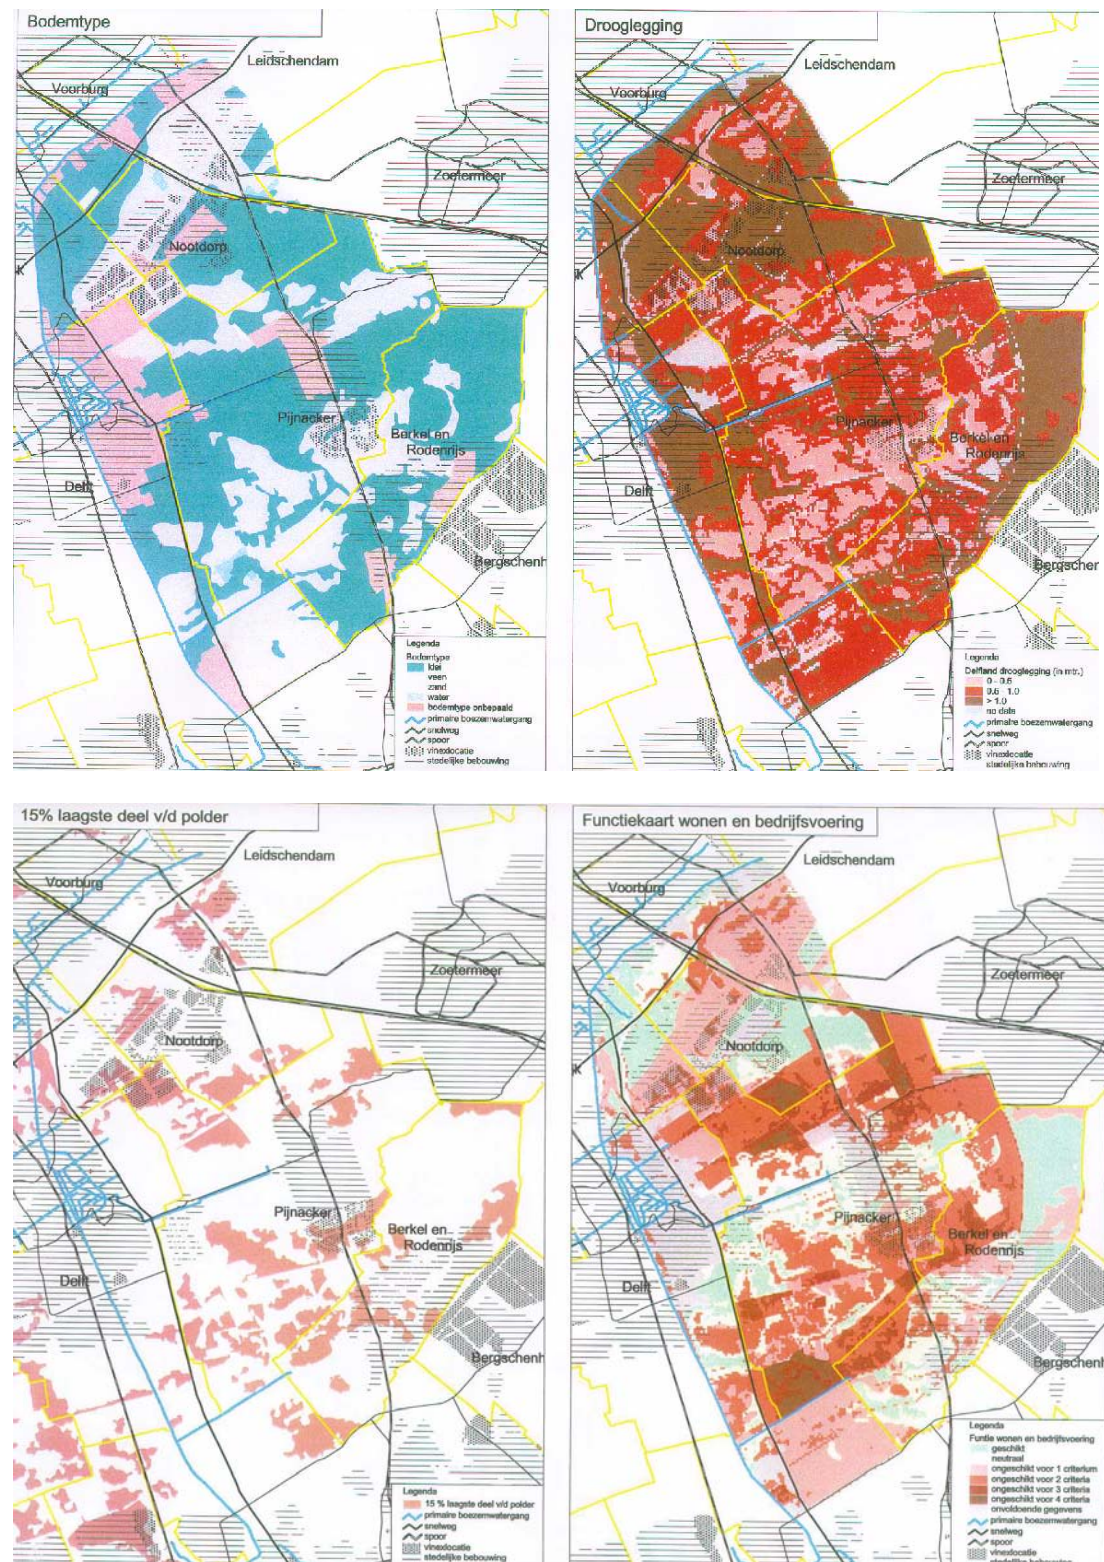 Bodemtype
Leidschendam
Voorburg
Zoetermeer
Nootdorp
Pijnacker
Berkel en
Rodenrijs
Delft
Bergschenh
Legenda
Bodemtype
klei
veen
zand
water
bodemtype onbepaald
primaire boezemwatergang
snelweg
spoor
vinexlocatie
stedelijke bebouwing
Drooglegging
Leidschendam
Voorburg
Zoetermeer
Nootdorp
Pijnacker
Berkel en
Rodenrijs
Delft
Bergschen
Legenda
Delfland drooglegging (in mtr.)
0 - 0.6
0.6 - 1.0
> 1.0
no data
primaire boezemwatergang
snelweg
spoor
vinexlocatie
stedelijke bebouwing
15% laagste deel v/d polder
Leidschendam
Voorburg
Zoetermeer
Nootdorp
Pijnacker
Berkel en
Rodenrijs
Delft
Bergschenh
Legenda
15 % laagste deel v/d polder
primaire boezemwatergang
snelweg
spoor
vinexlocatie
stedelijke bebouwing
Functiekaart wonen en bedrijfsvoering
Leidschendam
Voorburg
Zoetermeer
Nootdorp
Pijnacker
Berkel en
Rodenrijs
Delft
Bergschenh
Legenda
Funtie wonen en bedrijfsvoering
geschikt
neutraal
ongeschikt voor 1 criterium
ongeschikt voor 2 criteria
ongeschikt voor 3 criteria
ongeschikt voor 4 criteria
onvoldoende gegevens
primaire boezemwatergang
snelweg
spoor
vinexlocatie
stedelijke bebouwing